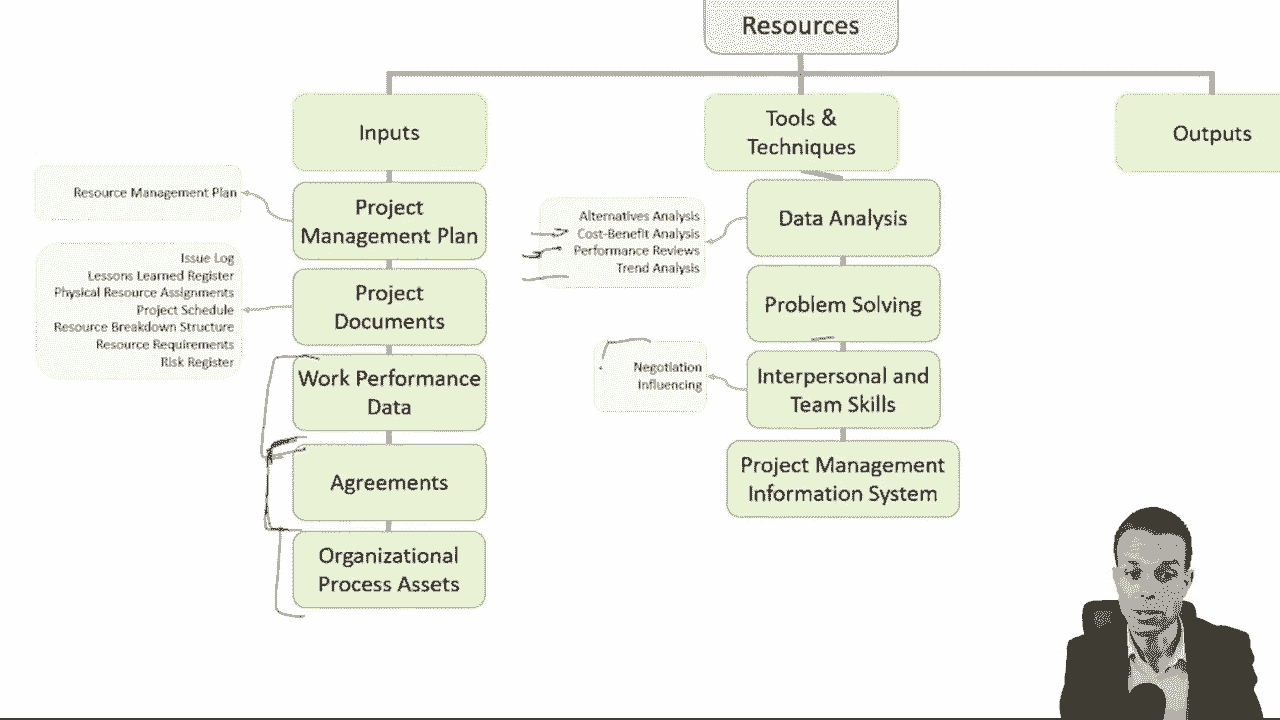 Resources
Inputs
Project
Management Plan
Resource Management Plan
Project
Documents
Issue Log
Lessons Learned Register
Physical Resource Assignments
Project Schedule
Resource Breakdown Structure
Resource Requirements
Risk Register
Work Performance
Data
Agreements
Organizational
Process Assets
Tools &
Techniques
Data Analysis
Alternatives Analysis
Cost-Benefit Analysis
Performance Reviews
Trend Analysis
Problem Solving
Interpersonal and
Team Skills
Negotiation
Influencing
Project Management
Information System
Outputs